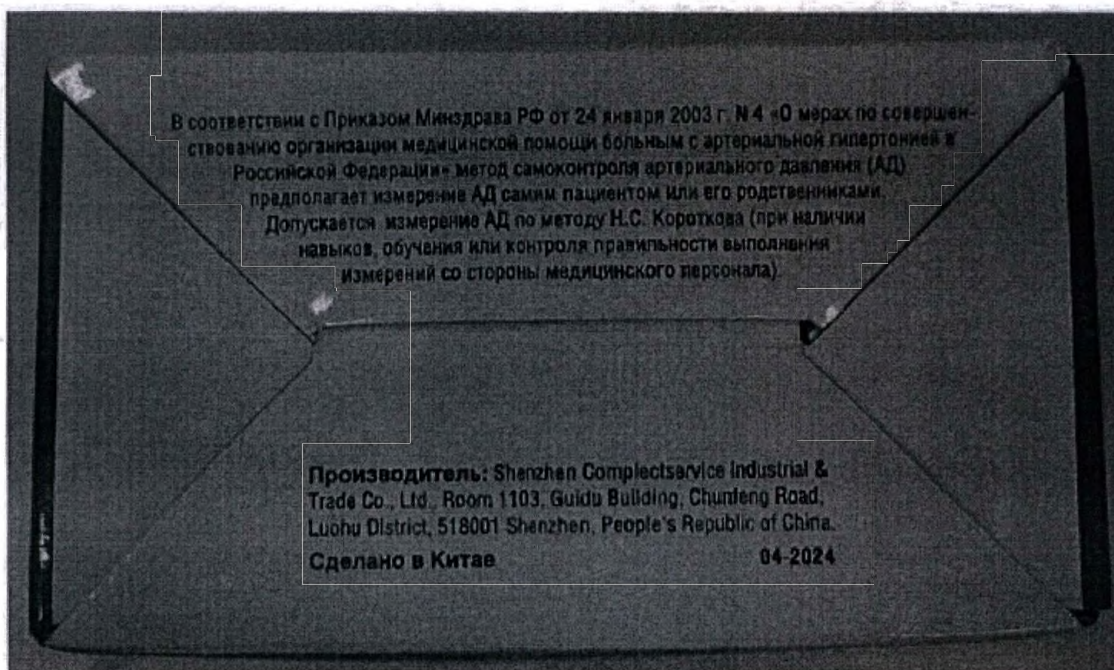 В соответствии с Приказом Минздрава РФ от 24 января 2003 г. N 4 «О мерах по совершен-
ствованию организации медицинской помощи больным с артериальной гипертонией в
Российской Федерации» метод самоконтроля артериального давления (АД)
предполагает измерение АД самим пациентом или его родственниками.
Допускается измерение АД по методу Н.С. Короткова (при наличии
навыков, обучения или контроля правильности выполнения
измерений со стороны медицинского персонала).
Производитель: Shenzhen Complectservice Industrial &
Trade Co., Ltd., Room 1103, Guidu Building, Chunfeng Road,
Luohu District, 518001 Shenzhen, People's Republic of China.
Сделано в Китае 04-2024